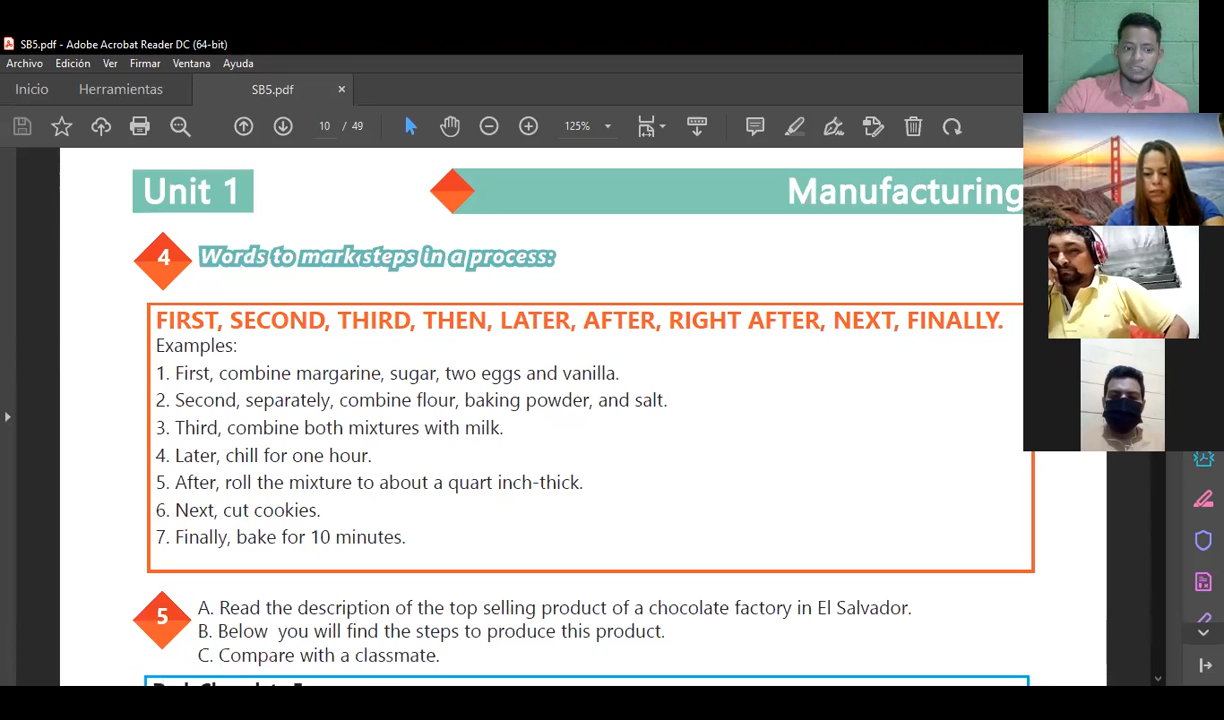 SB5.pdf - Adobe Acrobat Reader DC (64-bit)
Archivo Edición Ver Firmar Ventana Ayuda
Inicio Herramientas SB5.pdf ×
10 / 49 125%
Unit 1 Manufacturing
4 Words to mark steps in a process:
FIRST, SECOND, THIRD, THEN, LATER, AFTER, RIGHT AFTER, NEXT, FINALLY.
Examples:
1. First, combine margarine, sugar, two eggs and vanilla.
2. Second, separately, combine flour, baking powder, and salt.
3. Third, combine both mixtures with milk.
4. Later, chill for one hour.
5. After, roll the mixture to about a quart inch-thick.
6. Next, cut cookies.
7. Finally, bake for 10 minutes.
5 A. Read the description of the top selling product of a chocolate factory in El Salvador.
B. Below you will find the steps to produce this product.
C. Compare with a classmate.